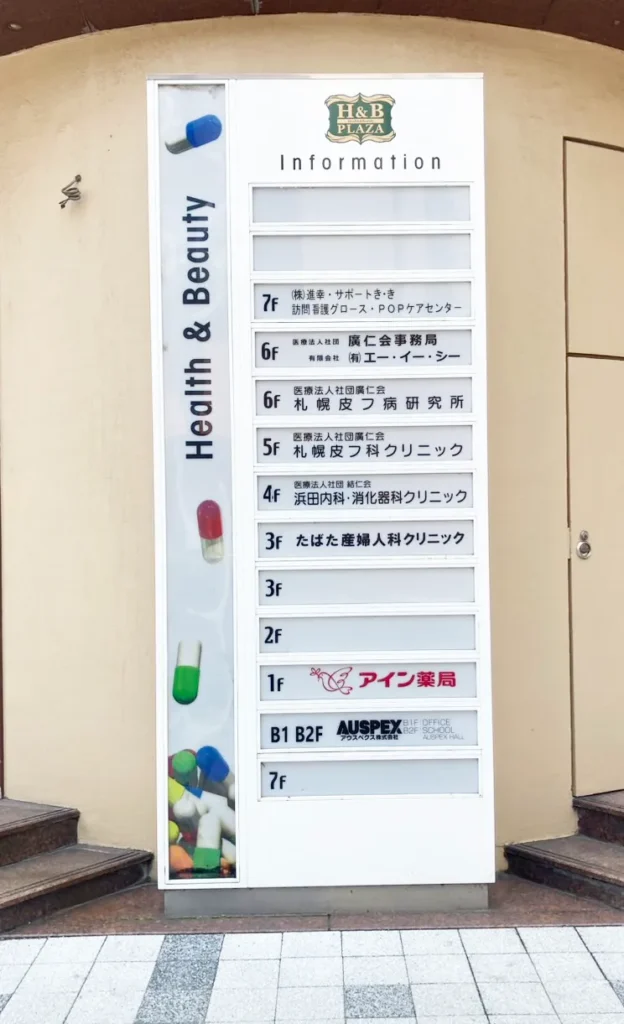 H&B
PLAZA
Information
Health & Beauty
7F
㈱進幸・サポートき・き
訪問看護グロース・POPケアセンター
6F
医療法人社団 廣仁会事務局
有限会社 ㈲エー・イー・シー
6F
医療法人社団廣仁会
札幌皮フ病研究所
5F
医療法人社団廣仁会
札幌皮フ科クリニック
4F
医療法人社団 結仁会
浜田内科・消化器科クリニック
3F たばた産婦人科クリニック
3F
2F
1F アイン薬局
B1 B2F
AUSPEX
アウスペクス株式会社
B1F OFFICE
B2F SCHOOL
AUSPEX HALL
7F